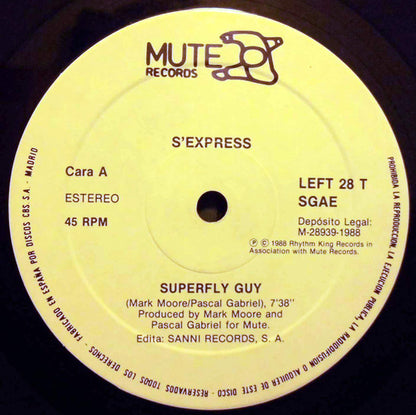 MUTE
RECORDS
S'EXPRESS
Cara A
ESTEREO
45 RPM
LEFT 28 T
SGAE
Depósito Legal:
M-28939-1988
℗ © 1988 Rhythm King Records in
Association with Mute Records.
SUPERFLY GUY
(Mark Moore/Pascal Gabriel), 7'38''
Produced by Mark Moore and
Pascal Gabriel for Mute.
Edita: SANNI RECORDS, S. A.
PROHIBIDA LA REPRODUCCION, LA EJECUCION PUBLICA, LA RADIODIFUSION O ALQUILER DE ESTE DISCO - RESERVADOS TODOS LOS DERECHOS - FABRICADO EN ESPAÑA POR DISCOS CBS S.A. - MADRID